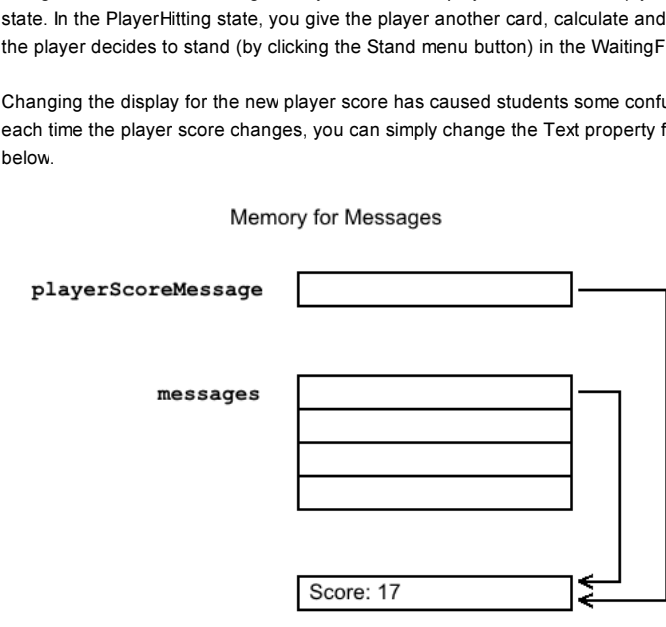 state. In the PlayerHitting state, you give the player another card, calculate and
the player decides to stand (by clicking the Stand menu button) in the
Changing the display for the new player score has caused students some
each time the player score changes, you can simply change the Text property
below.
Memory for Messages
playerScoreMessage
messages
Score: 17